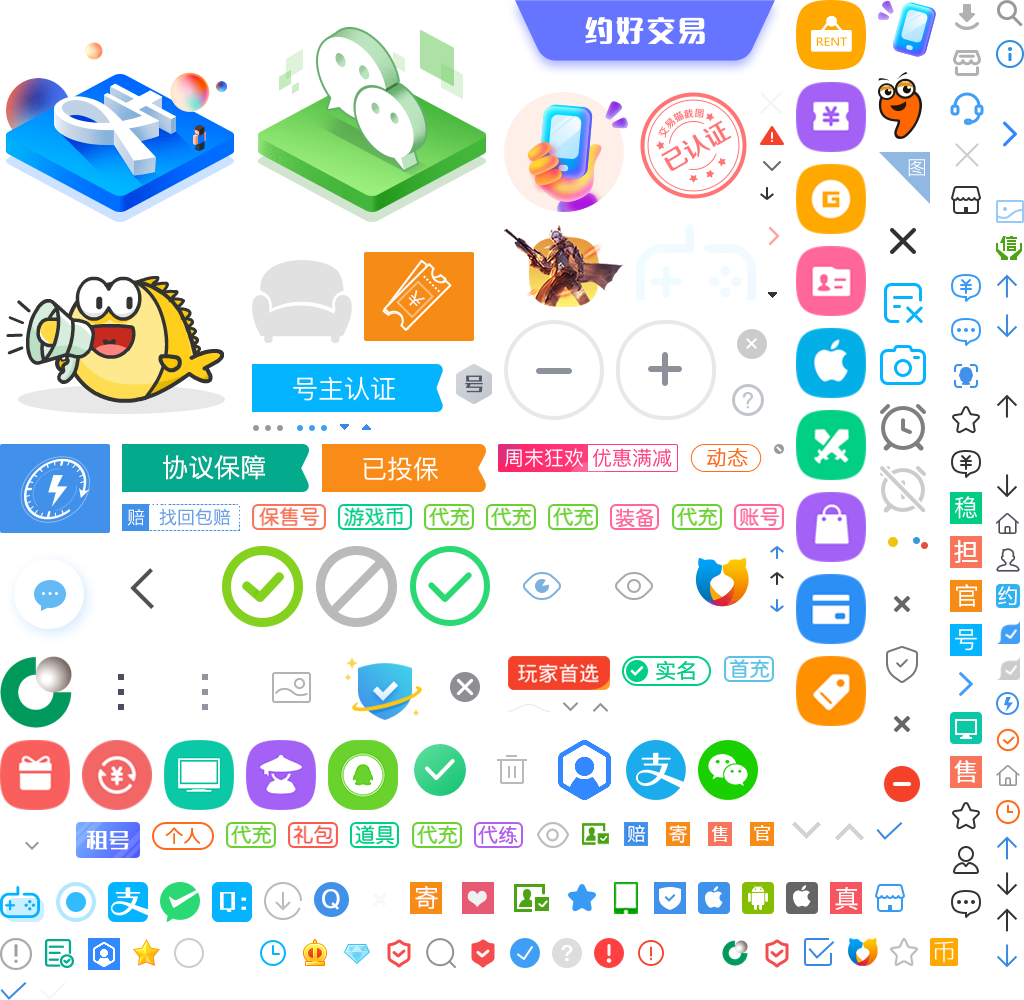 约好交易
RENT
交易猫截图
已认证
图
信
号主认证
号
协议保障
已投保
周末狂欢
优惠满减
动态
赔
找回包赔
保售号
游戏币
代充
代充
代充
装备
代充
账号
稳
担
官
约
号
玩家首选
实名
首充
支
售
租号
个人
代充
礼包
道具
代充
代练
赔
寄
售
官
支
Q
寄
真
币